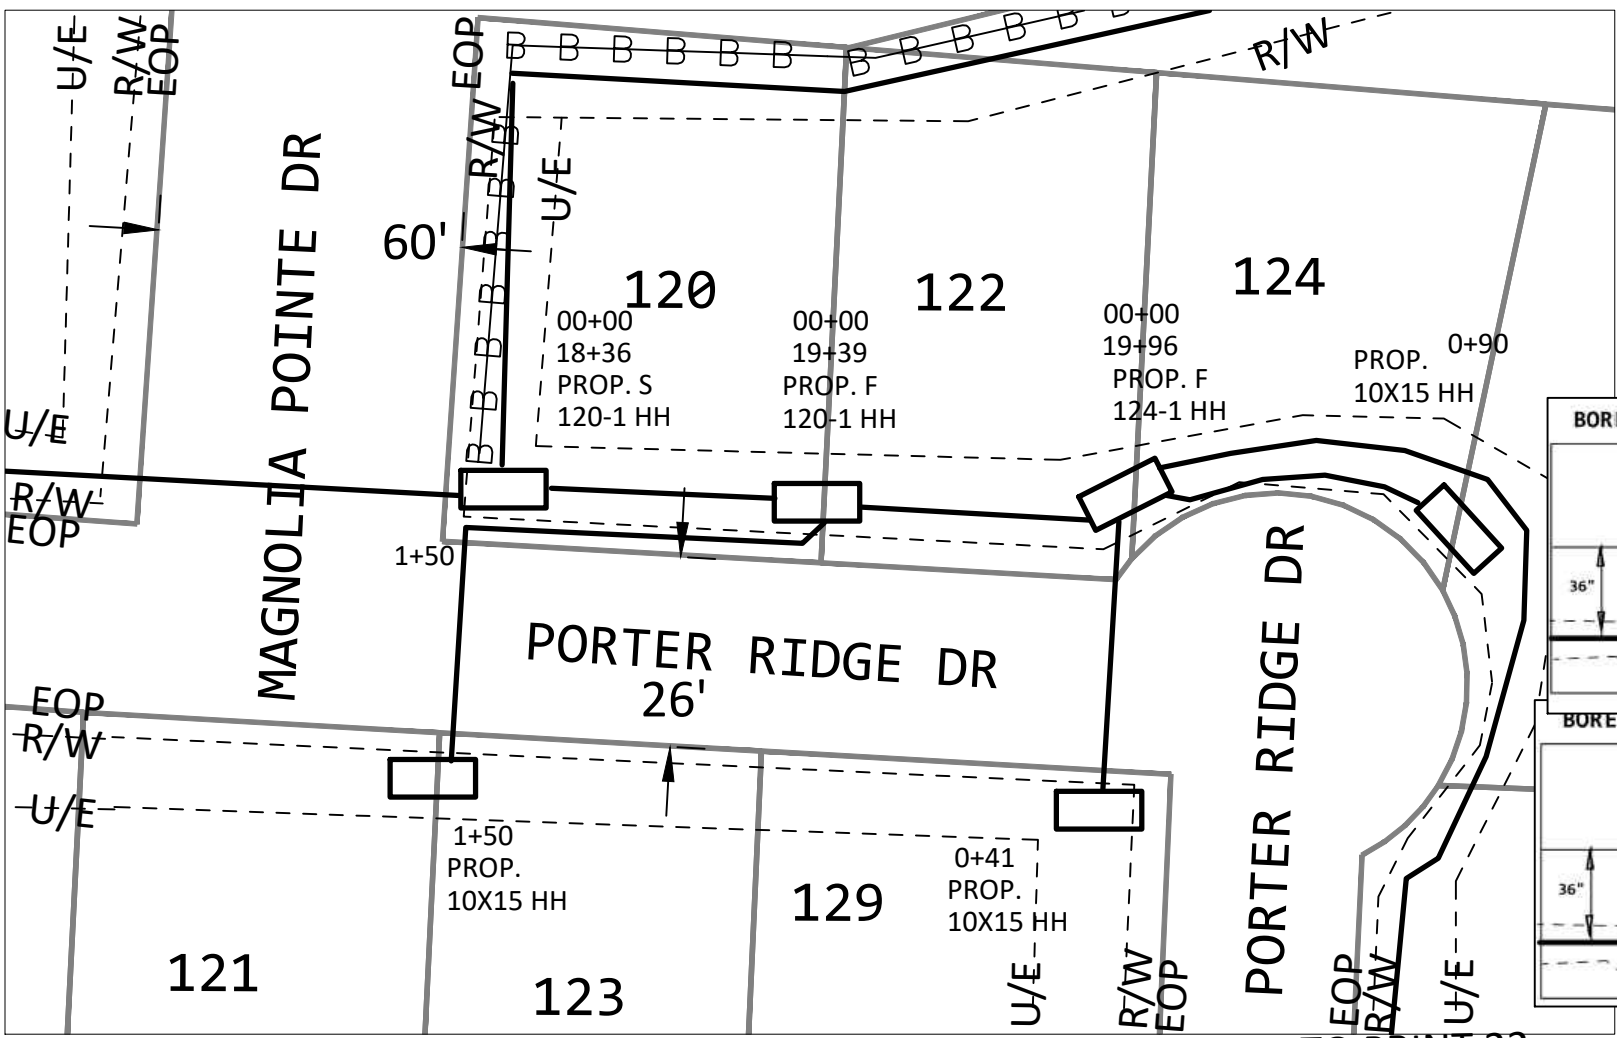 U/E
R/W
EOP
EOP
R/W
U/E
B B B B B B B B B B B B
B
B
B
B
B
B
B
R/W
MAGNOLIA POINTE DR
60'
120
122
124
00+00
18+36
PROP. S
120-1 HH
00+00
19+39
PROP. F
120-1 HH
00+00
19+96
PROP. F
124-1 HH
0+90
PROP.
10X15 HH
U/E
R/W
EOP
1+50
PORTER RIDGE DR
26'
PORTER RIDGE DR
EOP
R/W
U/E
1+50
PROP.
10X15 HH
0+41
PROP.
10X15 HH
121
123
129
U/E
R/W
EOP
EOP
R/W
U/E
36"
BORE
36"